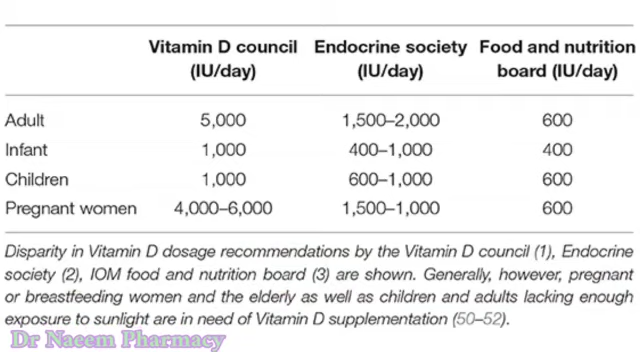 Vitamin D council Endocrine society Food and nutrition
(IU/day) (IU/day) board (IU/day)
Adult 5,000 1,500–2,000 600
Infant 1,000 400–1,000 400
Children 1,000 600–1,000 600
Pregnant women 4,000–6,000 1,500–1,000 600
Disparity in Vitamin D dosage recommendations by the Vitamin D council (1), Endocrine
society (2), IOM food and nutrition board (3) are shown. Generally, however, pregnant
or breastfeeding women and the elderly as well as children and adults lacking enough
exposure to sunlight are in need of Vitamin D supplementation (50–52).
Dr Naeem Pharmacy